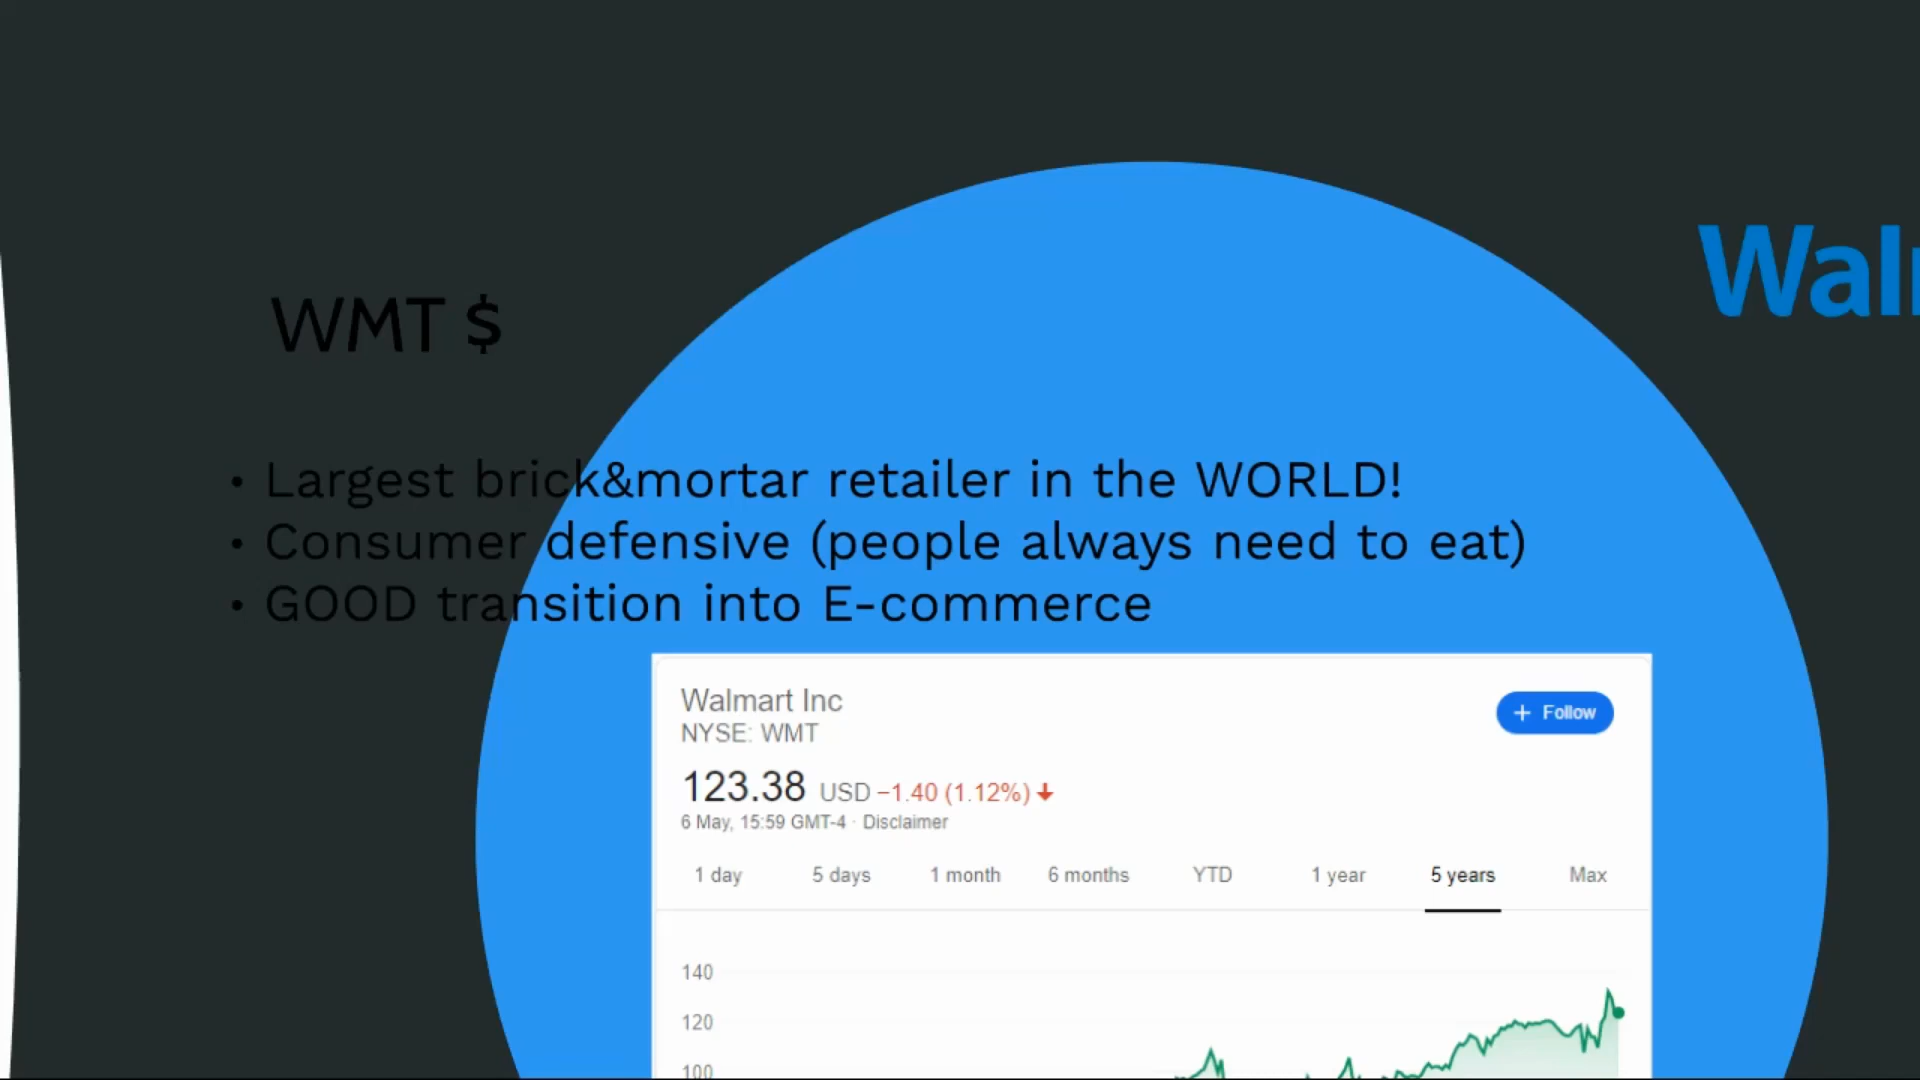 Walm
WMT $
• Largest brick&mortar retailer in the WORLD!
• Consumer defensive (people always need to eat)
• GOOD transition into E-commerce
Walmart Inc
NYSE: WMT
+ Follow
123.38 USD −1.40 (1.12%) ↓
6 May, 15:59 GMT-4 · Disclaimer
1 day 5 days 1 month 6 months YTD 1 year 5 years Max
140
120
100